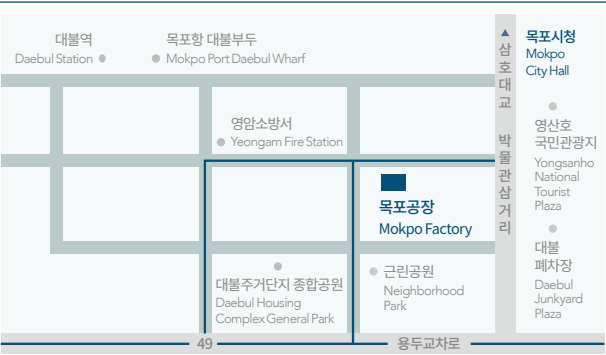 대불역
Daebul Station
목포항 대불부두
Mokpo Port Daebul Wharf
▲
삼호대교 박물관삼거리
목포시청
Mokpo
City Hall
영산호
국민관광지
Yongsanho
National
Tourist
Plaza
대불
폐차장
Daebul
Junkyard
Plaza
영암소방서
Yeongam Fire Station
목포공장
Mokpo Factory
대불주거단지 종합공원
Daebul Housing
Complex General Park
근린공원
Neighborhood
Park
49
용두교차로